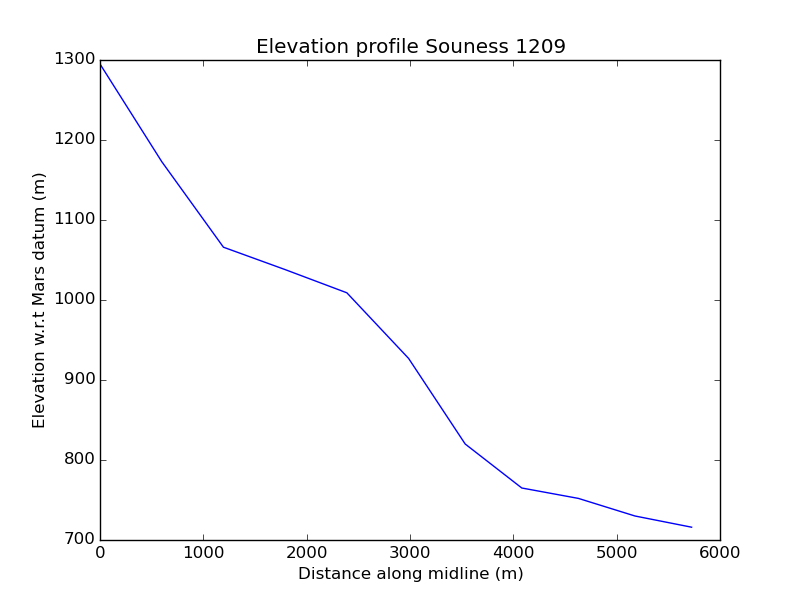 Elevation profile Souness 1209
1300
1200
1100
1000
900
800
700
Elevation w.r.t Mars datum (m)
0 1000 2000 3000 4000 5000 6000
Distance along midline (m)